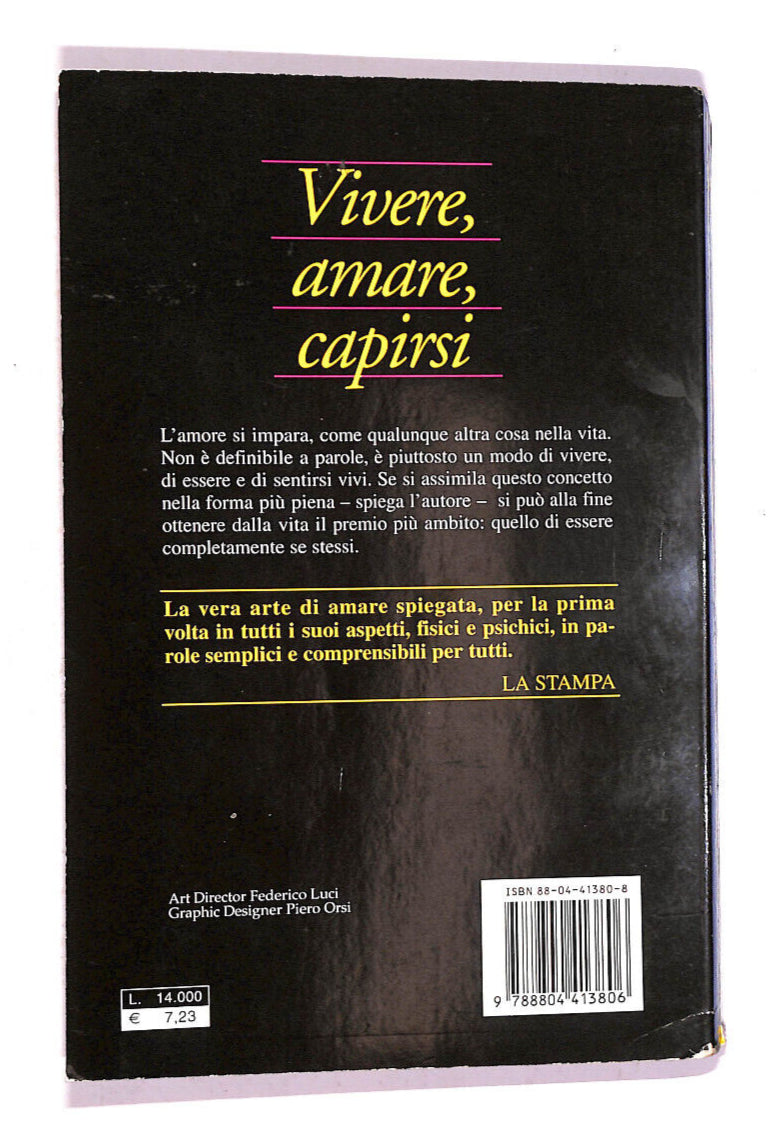 Vivere,
amare,
capirsi
L'amore si impara, come qualunque altra cosa nella vita.
Non è definibile a parole, è piuttosto un modo di vivere,
di essere e di sentirsi vivi. Se si assimila questo concetto
nella forma più piena – spiega l'autore – si può alla fine
ottenere dalla vita il premio più ambito: quello di essere
completamente se stessi.
La vera arte di amare spiegata, per la prima
volta in tutti i suoi aspetti, fisici e psichici, in pa-
role semplici e comprensibili per tutti.
LA STAMPA
Art Director Federico Luci
Graphic Designer Piero Orsi
ISBN 88-04-41380-8
9 788804 413806
L. 14.000
€ 7,23